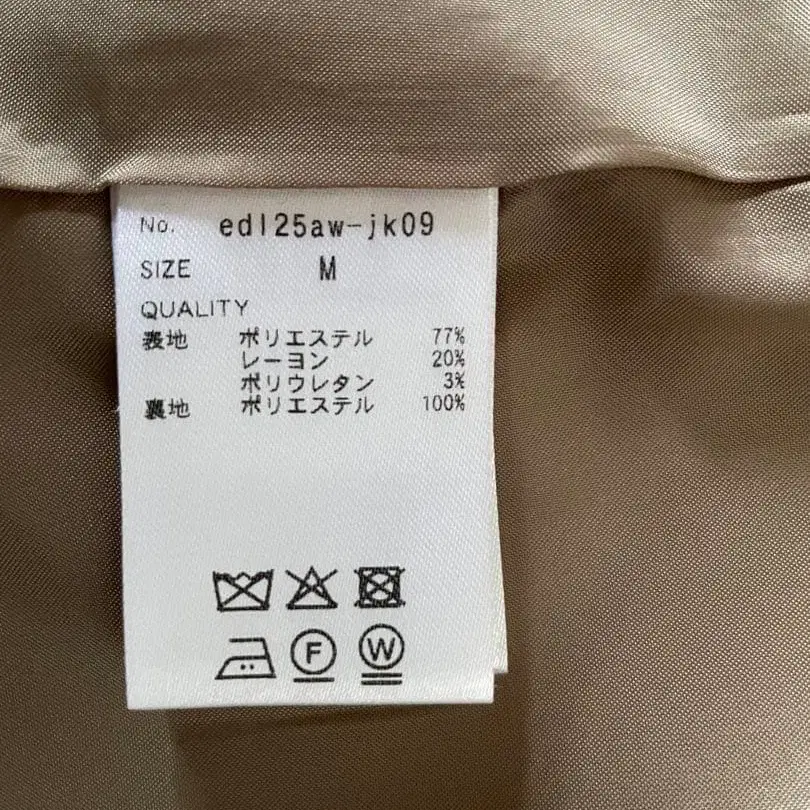 No. edl25aw-jk09
SIZE M
QUALITY
表地 ポリエステル 77%
レーヨン 20%
ポリウレタン 3%
裏地 ポリエステル 100%
F W